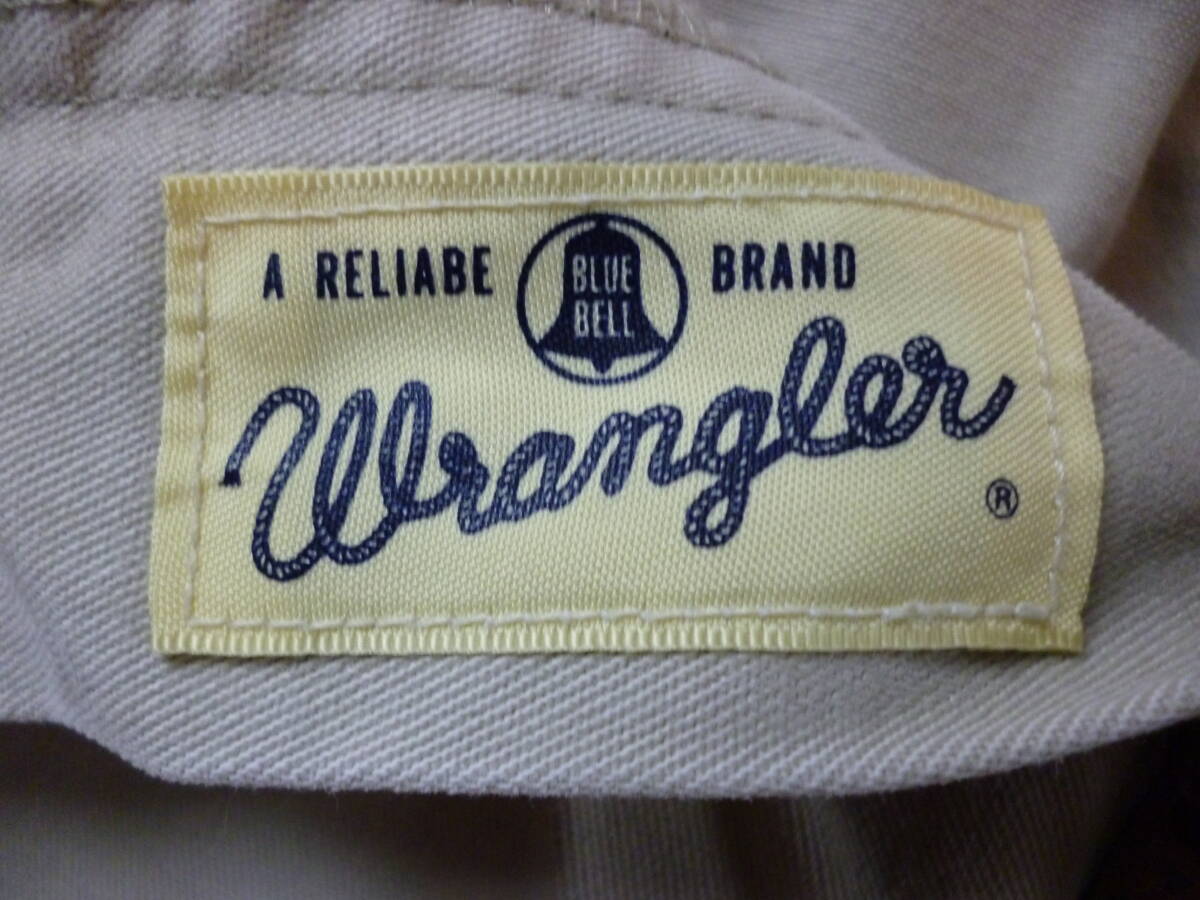 A RELIABE BLUE BELL BRAND
Wrangler
®